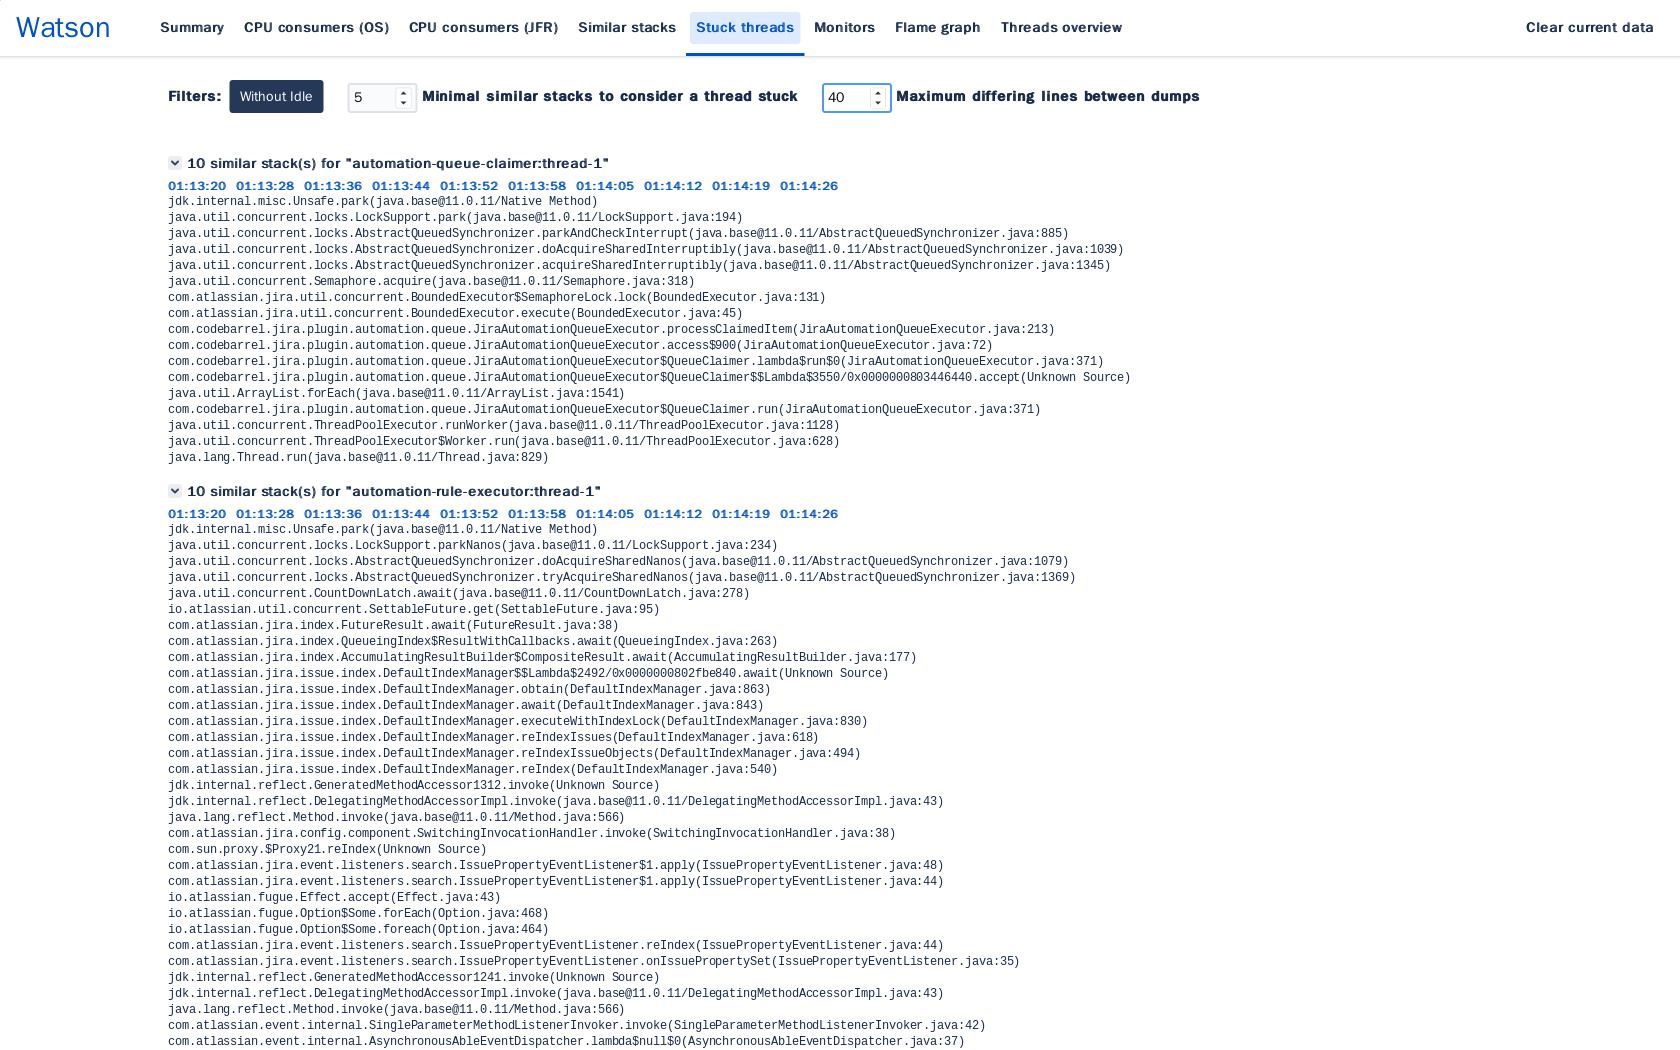 Watson
Summary CPU consumers (OS) CPU consumers (JFR) Similar stacks Stuck threads Monitors Flame graph Threads overview Clear current data
Filters: Without Idle 5 Minimal similar stacks to consider a thread stuck 40 Maximum differing lines between dumps
10 similar stack(s) for "automation-queue-claimer:thread-1"
01:13:20 01:13:28 01:13:36 01:13:44 01:13:52 01:13:58 01:14:05 01:14:12 01:14:19 01:14:26
jdk.internal.misc.Unsafe.park(java.base@11.0.11/Native Method)
java.util.concurrent.locks.LockSupport.park(java.base@11.0.11/LockSupport.java:194)
java.util.concurrent.locks.AbstractQueuedSynchronizer.parkAndCheckInterrupt(java.base@11.0.11/AbstractQueuedSynchronizer.java:885)
java.util.concurrent.locks.AbstractQueuedSynchronizer.doAcquireSharedInterruptibly(java.base@11.0.11/AbstractQueuedSynchronizer.java:1039)
java.util.concurrent.locks.AbstractQueuedSynchronizer.acquireSharedInterruptibly(java.base@11.0.11/AbstractQueuedSynchronizer.java:1345)
java.util.concurrent.Semaphore.acquire(java.base@11.0.11/Semaphore.java:318)
com.atlassian.jira.util.concurrent.BoundedExecutor$SemaphoreLock.lock(BoundedExecutor.java:131)
com.atlassian.jira.util.concurrent.BoundedExecutor.execute(BoundedExecutor.java:45)
com.codebarrel.jira.plugin.automation.queue.JiraAutomationQueueExecutor.processClaimedItem(JiraAutomationQueueExecutor.java:213)
com.codebarrel.jira.plugin.automation.queue.JiraAutomationQueueExecutor.access$900(JiraAutomationQueueExecutor.java:72)
com.codebarrel.jira.plugin.automation.queue.JiraAutomationQueueExecutor$QueueClaimer.lambda$run$0(JiraAutomationQueueExecutor.java:371)
com.codebarrel.jira.plugin.automation.queue.JiraAutomationQueueExecutor$QueueClaimer$$Lambda$3550/0x0000000803446440.accept(Unknown Source)
java.util.ArrayList.forEach(java.base@11.0.11/ArrayList.java:1541)
com.codebarrel.jira.plugin.automation.queue.JiraAutomationQueueExecutor$QueueClaimer.run(JiraAutomationQueueExecutor.java:371)
java.util.concurrent.ThreadPoolExecutor.runWorker(java.base@11.0.11/ThreadPoolExecutor.java:1128)
java.util.concurrent.ThreadPoolExecutor$Worker.run(java.base@11.0.11/ThreadPoolExecutor.java:628)
java.lang.Thread.run(java.base@11.0.11/Thread.java:829)
10 similar stack(s) for "automation-rule-executor:thread-1"
01:13:20 01:13:28 01:13:36 01:13:44 01:13:52 01:13:58 01:14:05 01:14:12 01:14:19 01:14:26
jdk.internal.misc.Unsafe.park(java.base@11.0.11/Native Method)
java.util.concurrent.locks.LockSupport.parkNanos(java.base@11.0.11/LockSupport.java:234)
java.util.concurrent.locks.AbstractQueuedSynchronizer.doAcquireSharedNanos(java.base@11.0.11/AbstractQueuedSynchronizer.java:1079)
java.util.concurrent.locks.AbstractQueuedSynchronizer.tryAcquireSharedNanos(java.base@11.0.11/AbstractQueuedSynchronizer.java:1369)
java.util.concurrent.CountDownLatch.await(java.base@11.0.11/CountDownLatch.java:278)
io.atlassian.util.concurrent.SettableFuture.get(SettableFuture.java:95)
com.atlassian.jira.index.FutureResult.await(FutureResult.java:38)
com.atlassian.jira.index.QueueingIndex$ResultWithCallbacks.await(QueueingIndex.java:263)
com.atlassian.jira.index.AccumulatingResultBuilder$CompositeResult.await(AccumulatingResultBuilder.java:177)
com.atlassian.jira.issue.index.DefaultIndexManager$$Lambda$2492/0x0000000802fbe840.await(Unknown Source)
com.atlassian.jira.issue.index.DefaultIndexManager.obtain(DefaultIndexManager.java:863)
com.atlassian.jira.issue.index.DefaultIndexManager.await(DefaultIndexManager.java:843)
com.atlassian.jira.issue.index.DefaultIndexManager.executeWithIndexLock(DefaultIndexManager.java:830)
com.atlassian.jira.issue.index.DefaultIndexManager.reIndexIssues(DefaultIndexManager.java:618)
com.atlassian.jira.issue.index.DefaultIndexManager.reIndexIssueObjects(DefaultIndexManager.java:494)
com.atlassian.jira.issue.index.DefaultIndexManager.reIndex(DefaultIndexManager.java:540)
jdk.internal.reflect.GeneratedMethodAccessor1312.invoke(Unknown Source)
jdk.internal.reflect.DelegatingMethodAccessorImpl.invoke(java.base@11.0.11/DelegatingMethodAccessorImpl.java:43)
java.lang.reflect.Method.invoke(java.base@11.0.11/Method.java:566)
com.atlassian.jira.config.component.SwitchingInvocationHandler.invoke(SwitchingInvocationHandler.java:38)
com.sun.proxy.$Proxy21.reIndex(Unknown Source)
com.atlassian.jira.event.listeners.search.IssuePropertyEventListener$1.apply(IssuePropertyEventListener.java:48)
com.atlassian.jira.event.listeners.search.IssuePropertyEventListener$1.apply(IssuePropertyEventListener.java:44)
io.atlassian.fugue.Effect.accept(Effect.java:43)
io.atlassian.fugue.Option$Some.forEach(Option.java:468)
io.atlassian.fugue.Option$Some.foreach(Option.java:464)
com.atlassian.jira.event.listeners.search.IssuePropertyEventListener.reIndex(IssuePropertyEventListener.java:44)
com.atlassian.jira.event.listeners.search.IssuePropertyEventListener.onIssuePropertySet(IssuePropertyEventListener.java:35)
jdk.internal.reflect.GeneratedMethodAccessor1241.invoke(Unknown Source)
jdk.internal.reflect.DelegatingMethodAccessorImpl.invoke(java.base@11.0.11/DelegatingMethodAccessorImpl.java:43)
java.lang.reflect.Method.invoke(java.base@11.0.11/Method.java:566)
com.atlassian.event.internal.SingleParameterMethodListenerInvoker.invoke(SingleParameterMethodListenerInvoker.java:42)
com.atlassian.event.internal.AsynchronousAbleEventDispatcher.lambda$null$0(AsynchronousAbleEventDispatcher.java:37)